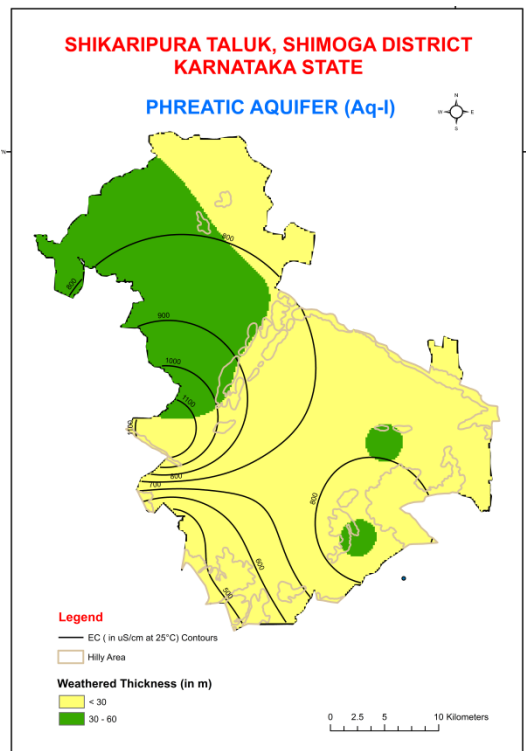 SHIKARIPURA TALUK, SHIMOGA DISTRICT
KARNATAKA STATE
PHREATIC AQUIFER (Aq-I)
N
W E
S
N
800
800
900
1000
1100
1100
800
700
800
600
500
Legend
EC ( in uS/cm at 25°C) Contours
Hilly Area
Weathered Thickness (in m)
< 30
30 - 60
0 2.5 5 10 Kilometers